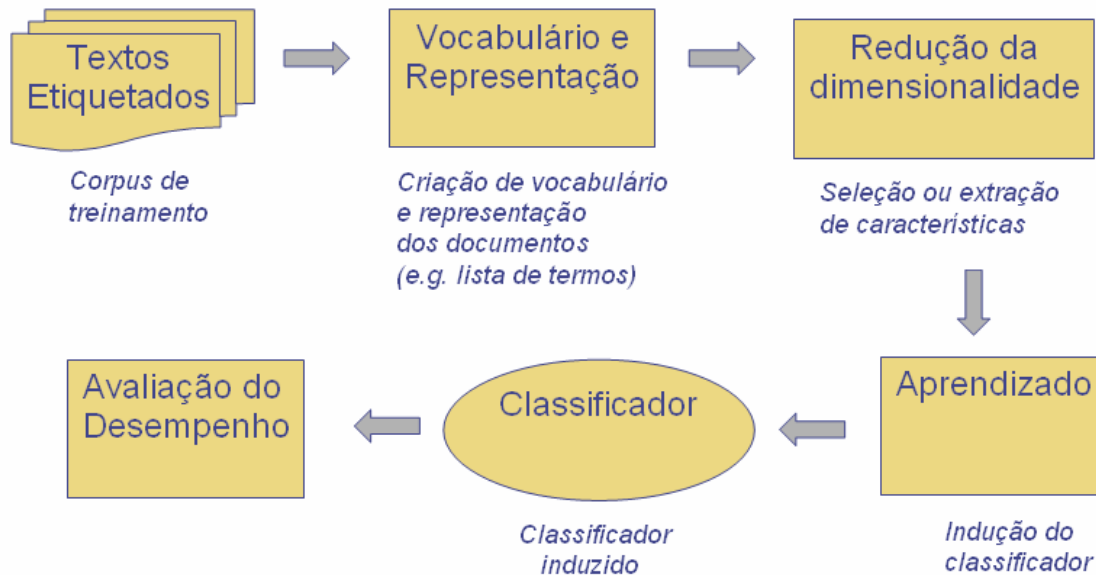 Textos
Etiquetados
Corpus de
treinamento
Vocabulário e
Representação
Criação de vocabulário
e representação
dos documentos
(e.g. lista de termos)
Redução da
dimensionalidade
Seleção ou extração
de características
Aprendizado
Indução do
classificador
Classificador
Classificador
induzido
Avaliação do
Desempenho